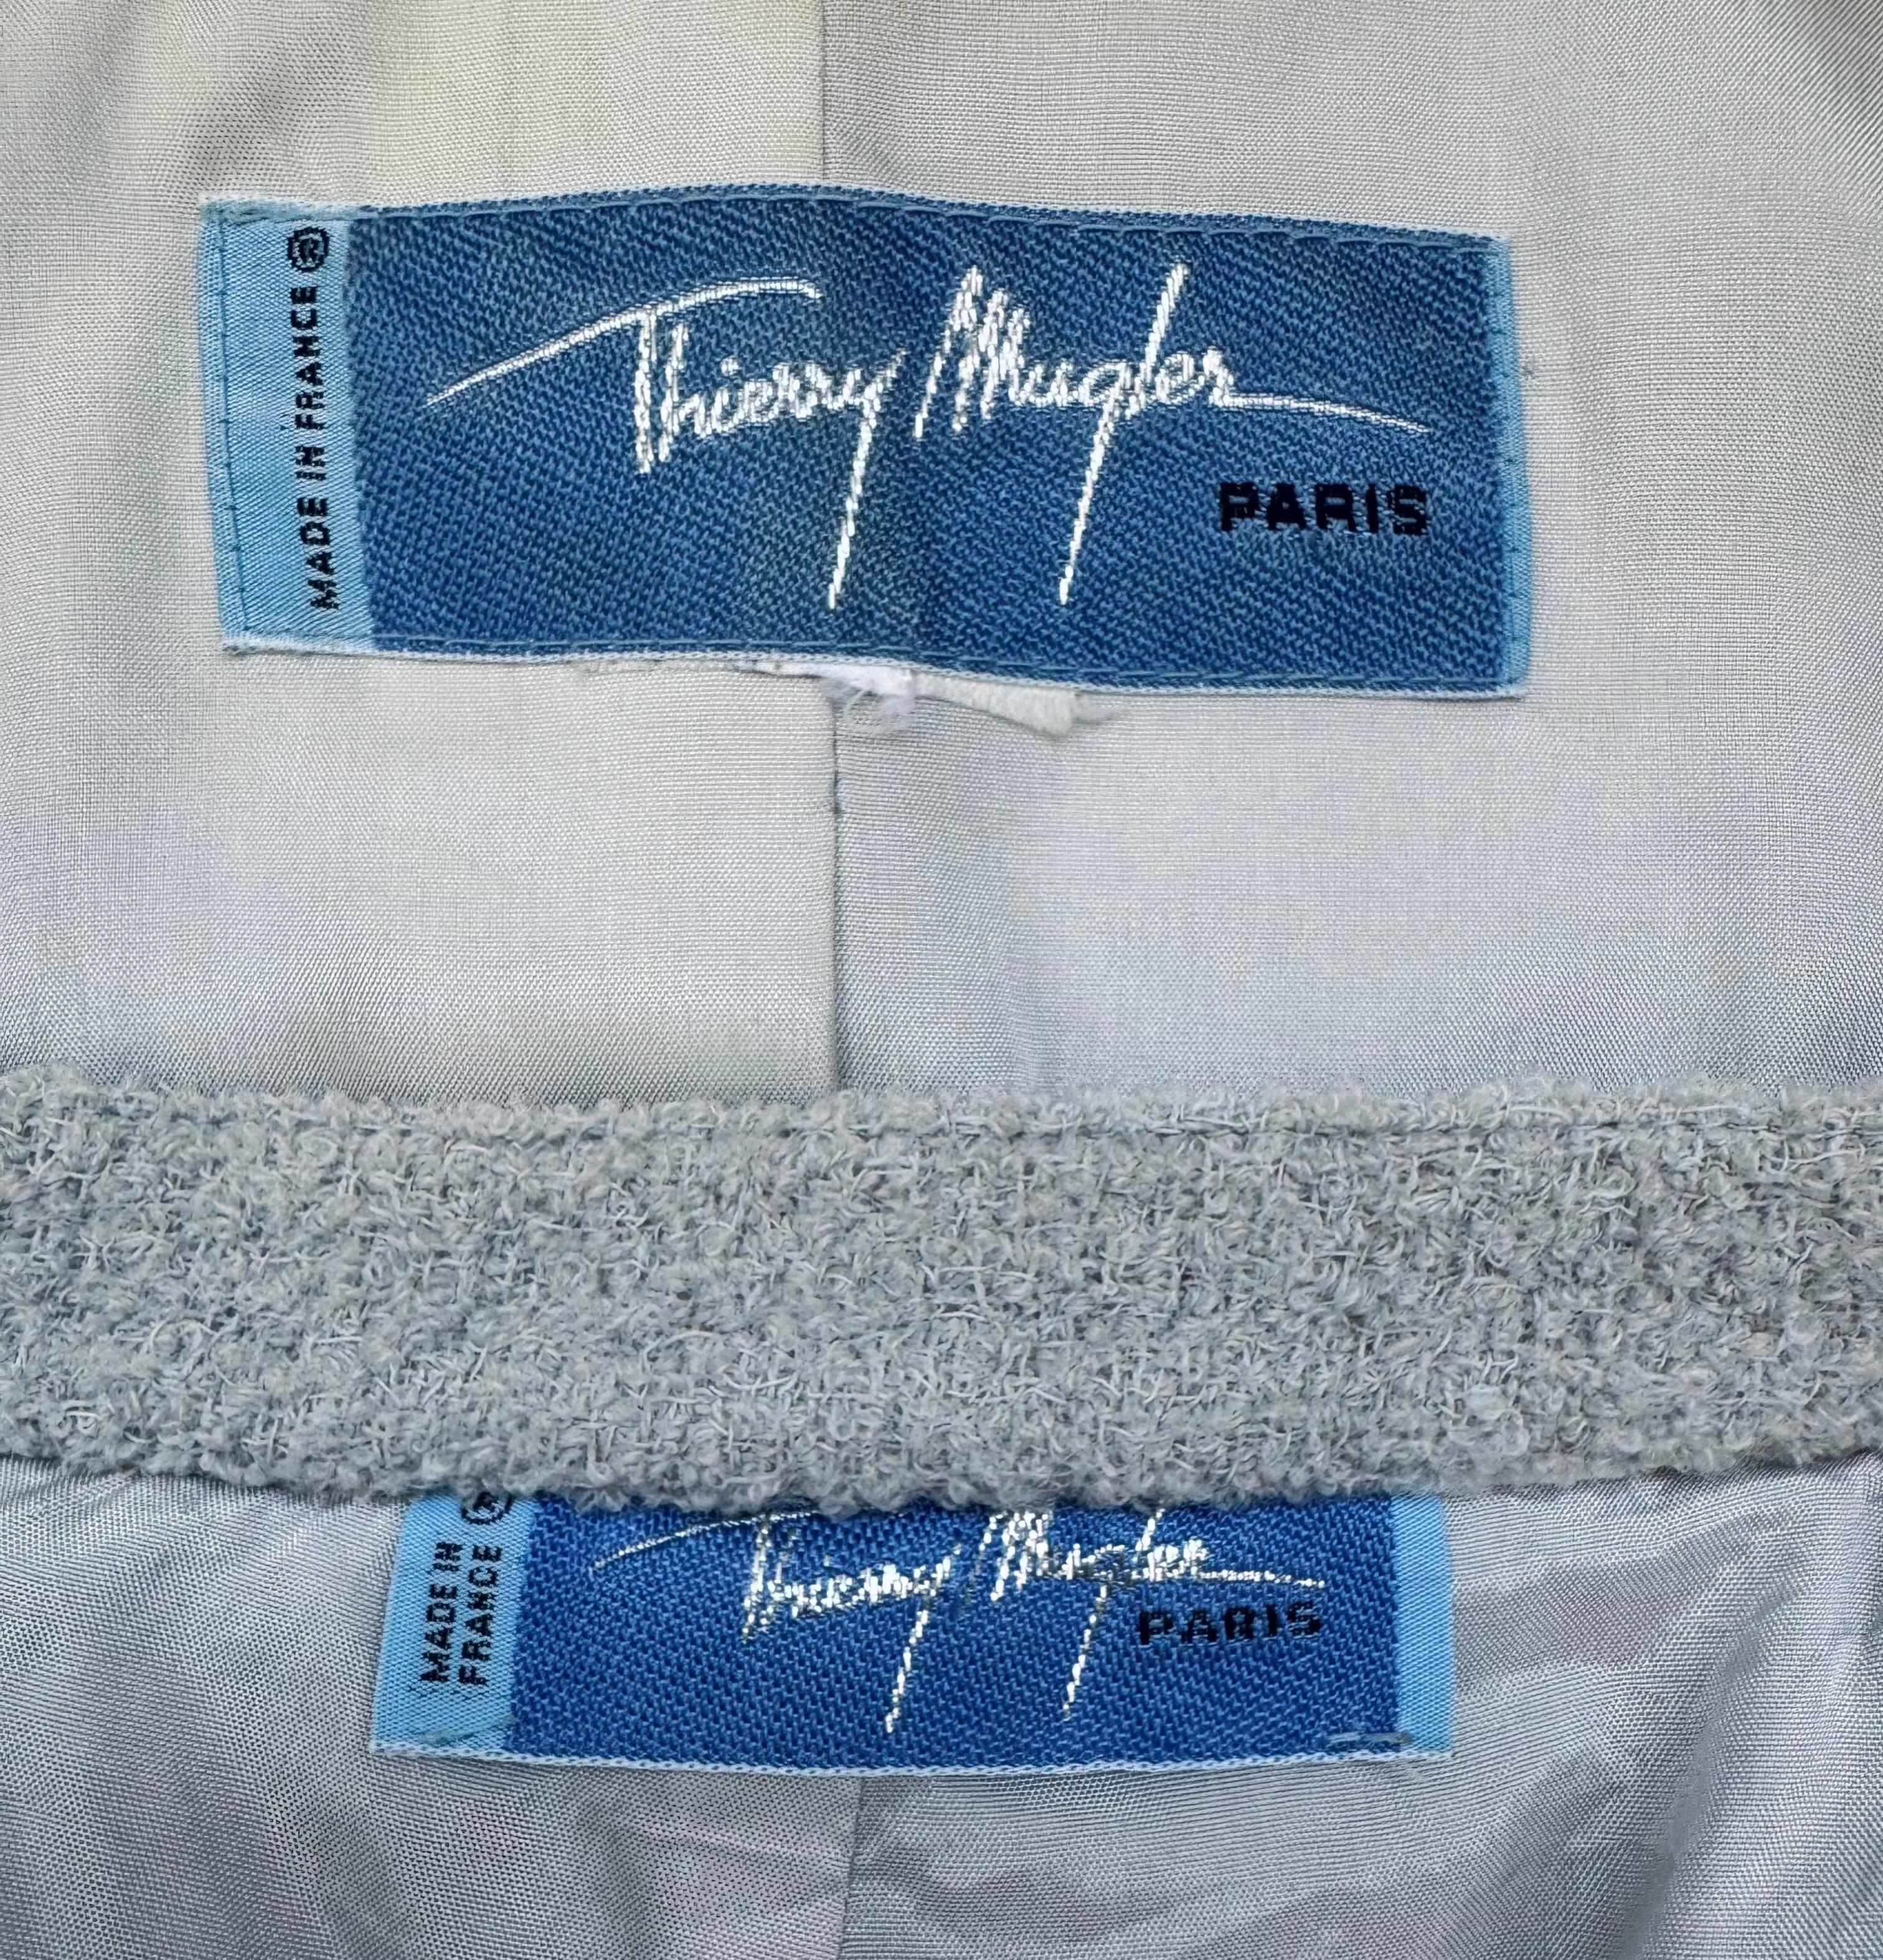 MADE IN FRANCE ®
Thierry Mugler
PARIS
MADE IN
FRANCE ®
Thierry Mugler
PARIS